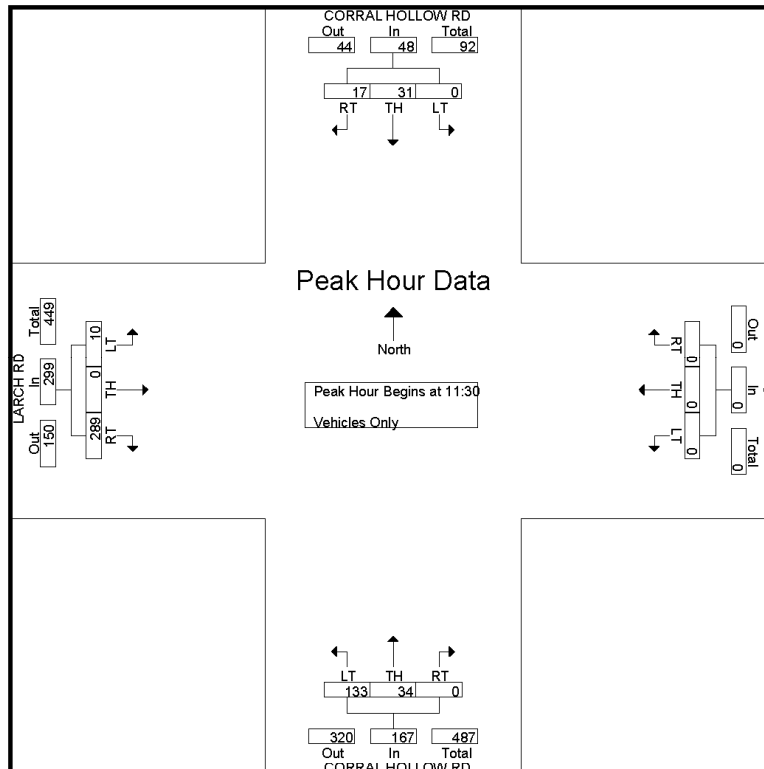 CORRAL HOLLOW RD
Out In Total
44 48 92
17 31 0
RT TH LT
Peak Hour Data
North
Peak Hour Begins at 11:30
Vehicles Only
LARCH RD
Out In Total
150 299 449
289 0 10
RT TH LT
Out In Total
0 0 0
0 0 0
RT TH LT
LT TH RT
133 34 0
320 167 487
Out In Total
CORRAL HOLLOW RD